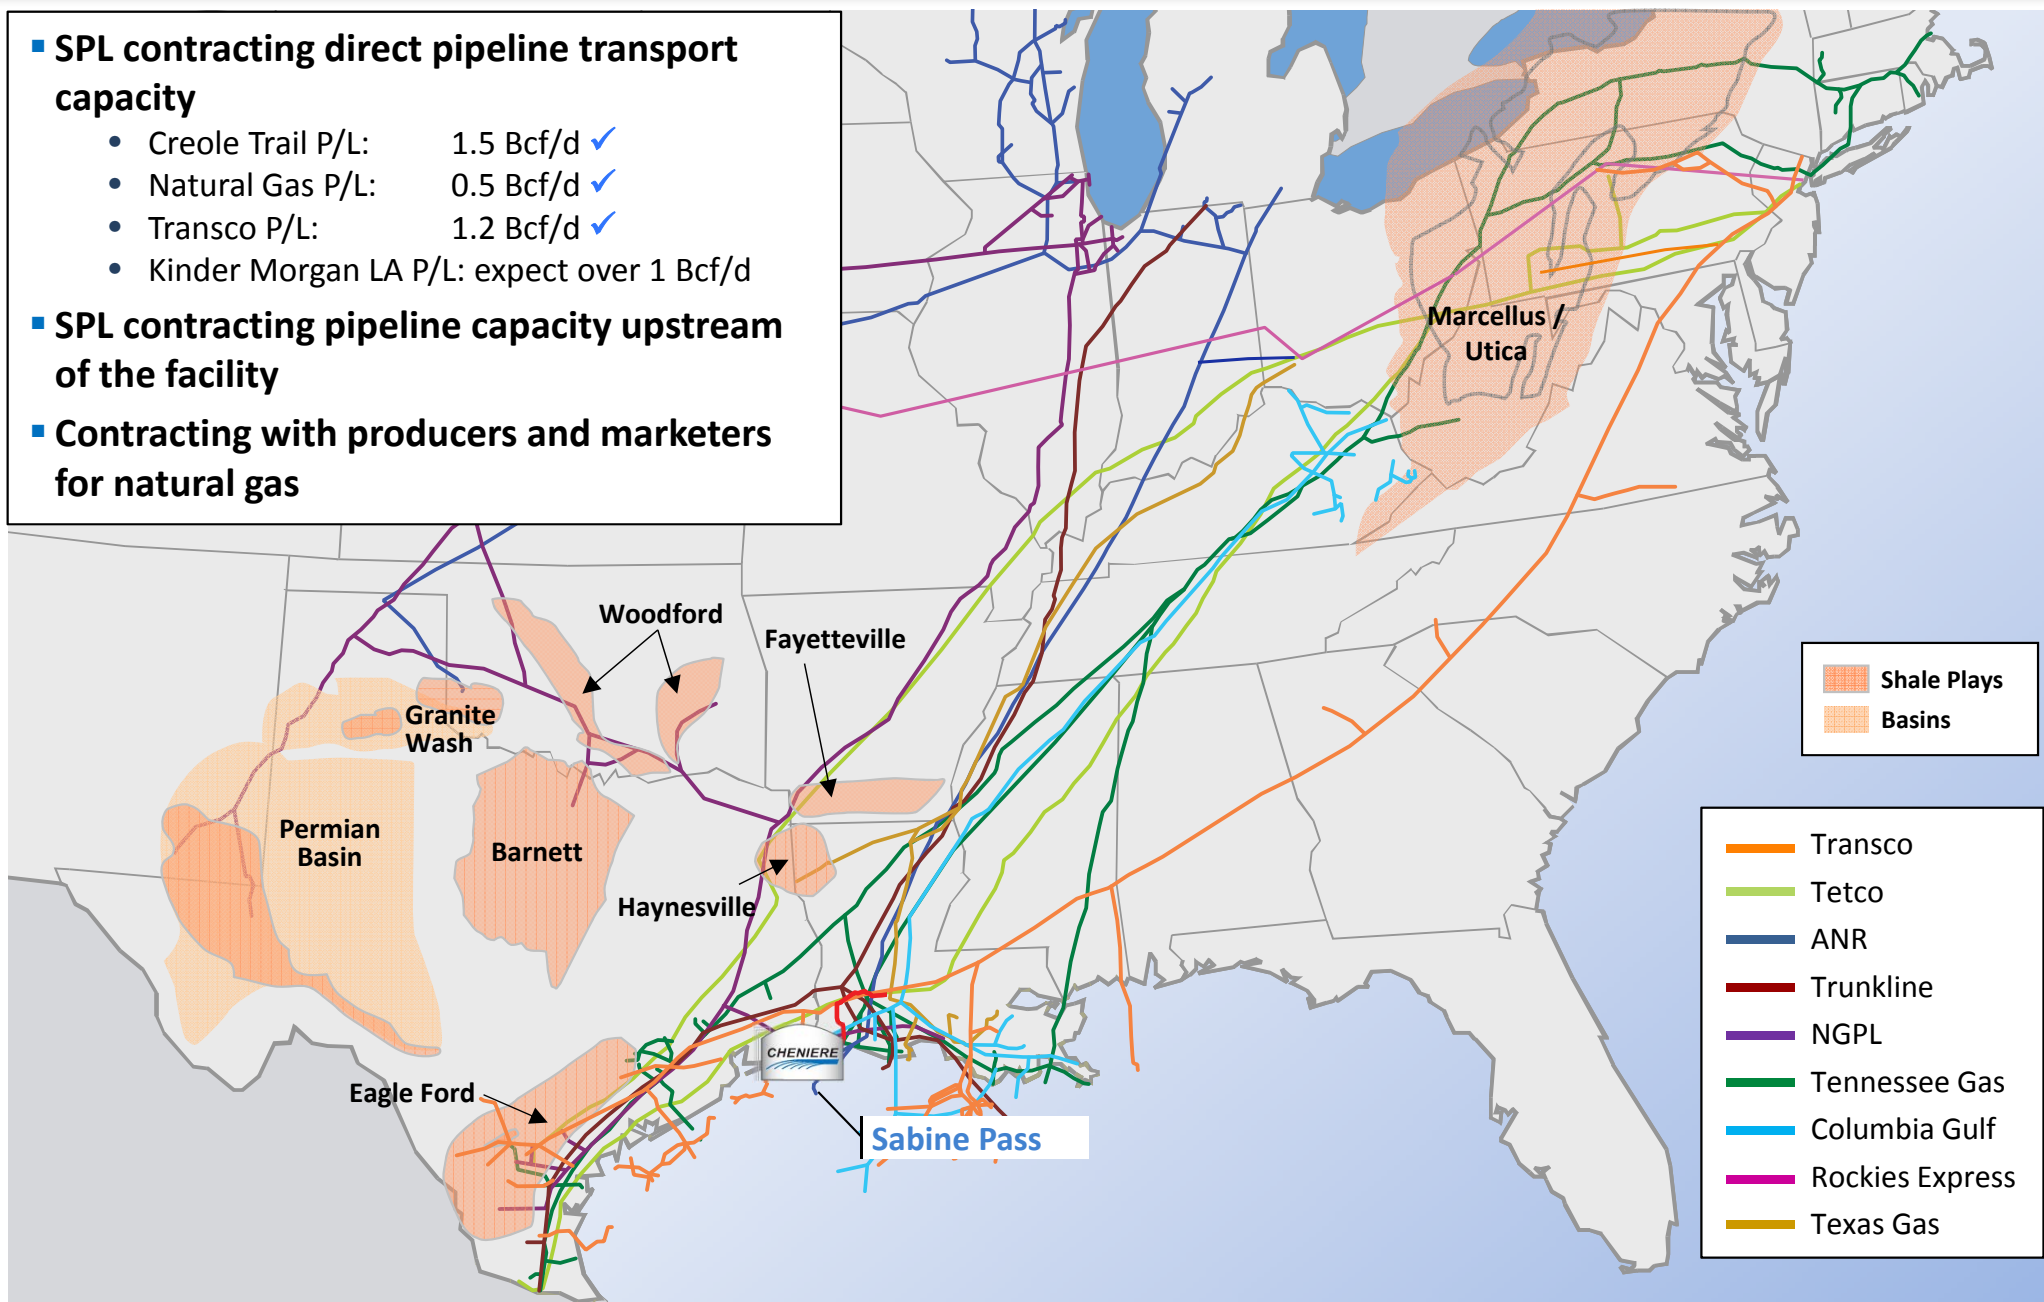 ▪ SPL contracting direct pipeline transport
capacity
• Creole Trail P/L: 1.5 Bcf/d ✓
• Natural Gas P/L: 0.5 Bcf/d ✓
• Transco P/L: 1.2 Bcf/d ✓
• Kinder Morgan LA P/L: expect over 1 Bcf/d
▪ SPL contracting pipeline capacity upstream
of the facility
▪ Contracting with producers and marketers
for natural gas
Marcellus /
Utica
Woodford
Fayetteville
Granite
Wash
Permian
Basin
Barnett
Haynesville
Eagle Ford
CHENIERE
Sabine Pass
Shale Plays
Basins
Transco
Tetco
ANR
Trunkline
NGPL
Tennessee Gas
Columbia Gulf
Rockies Express
Texas Gas